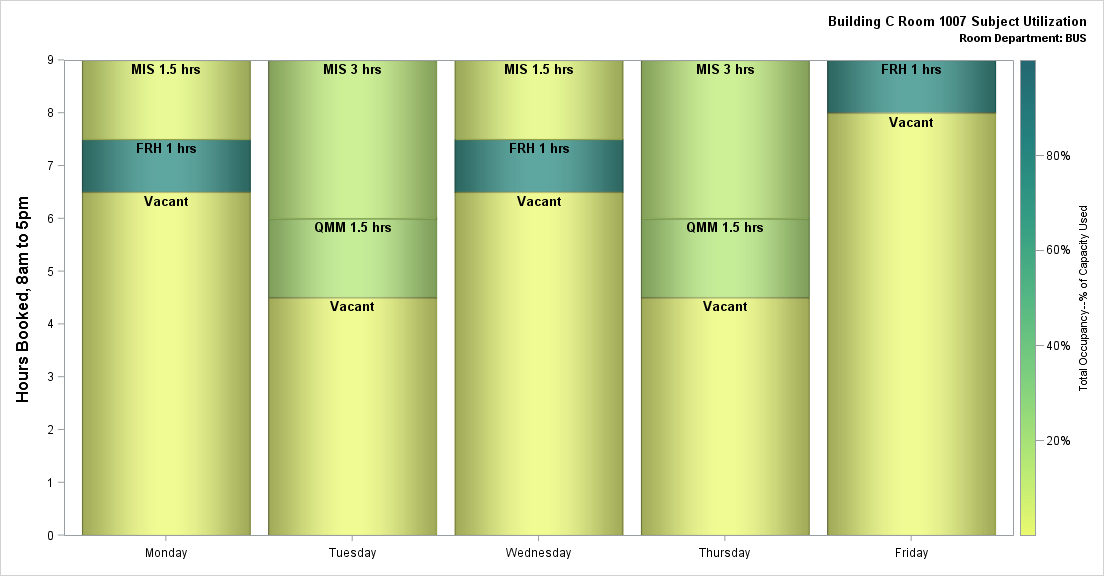 Building C Room 1007 Subject Utilization
Room Department: BUS
Hours Booked, 8am to 5pm
9
8
7
6
5
4
3
2
1
0
MIS 1.5 hrs
FRH 1 hrs
Vacant
MIS 3 hrs
QMM 1.5 hrs
Vacant
MIS 1.5 hrs
FRH 1 hrs
Vacant
MIS 3 hrs
QMM 1.5 hrs
Vacant
FRH 1 hrs
Vacant
Monday
Tuesday
Wednesday
Thursday
Friday
80%
60%
40%
20%
Total Occupancy--% of Capacity Used